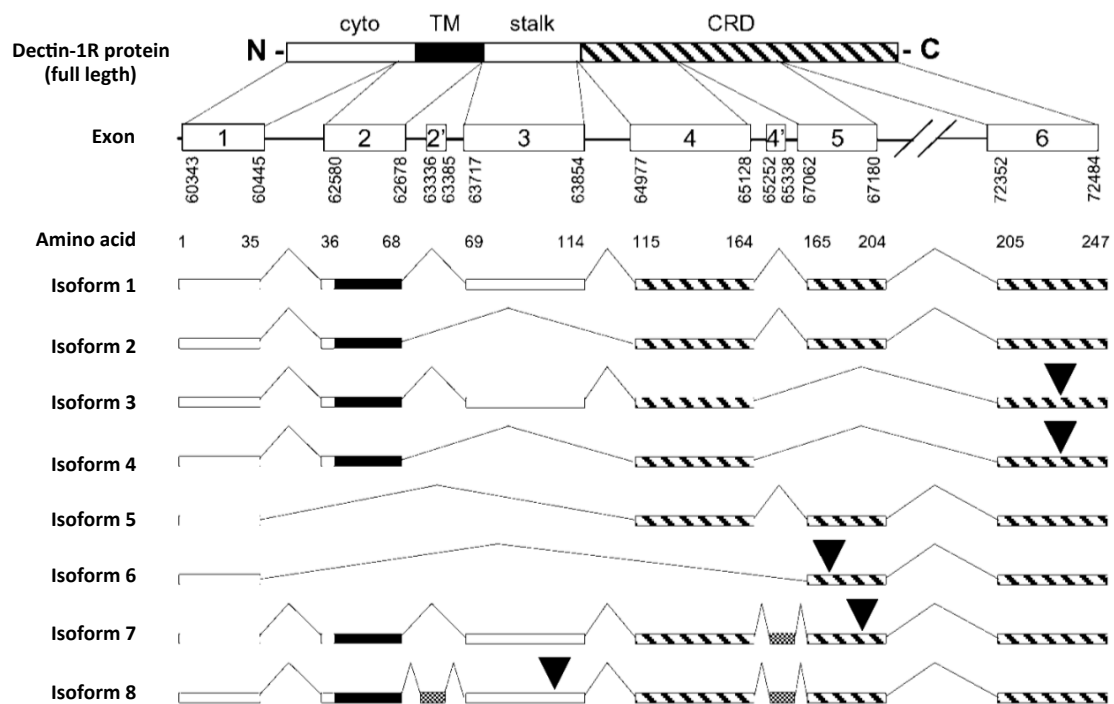 cyto TM stalk CRD
Dectin-1R protein
(full legth)
N - - C
Exon 1 2 2' 3 4 4' 5 6
60343 60445 62580 62678 63336 63385 63717 63854 64977 65128 65252 65338 67062 67180 72352 72484
Amino acid 1 35 36 68 69 114 115 164 165 204 205 247
Isoform 1
Isoform 2
Isoform 3
Isoform 4
Isoform 5
Isoform 6
Isoform 7
Isoform 8